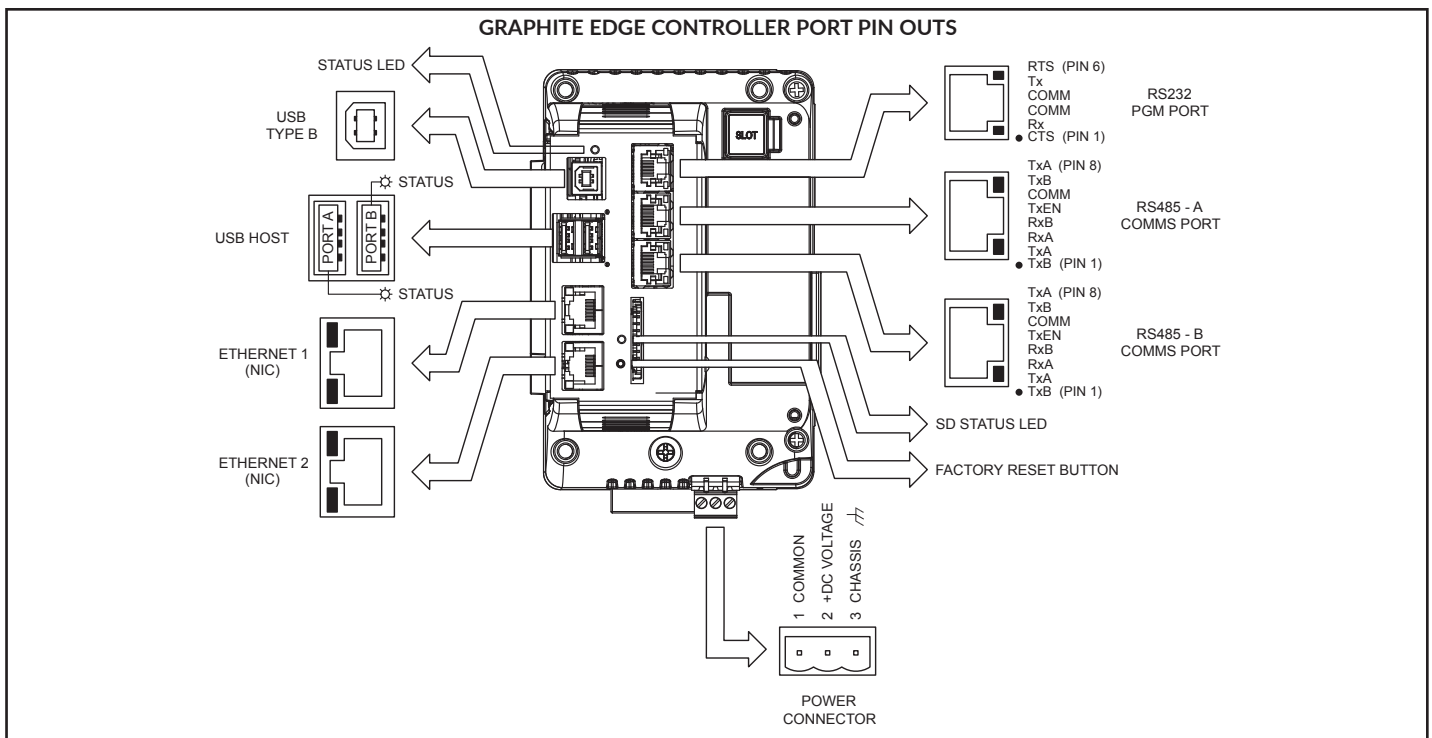 GRAPHITE EDGE CONTROLLER PORT PIN OUTS
STATUS LED
USB
TYPE B
STATUS
PORT A
PORT B
USB HOST
STATUS
ETHERNET 1
(NIC)
ETHERNET 2
(NIC)
SLOT
RTS (PIN 6)
Tx
COMM
COMM
Rx
CTS (PIN 1)
RS232
PGM PORT
TxA (PIN 8)
TxB
COMM
TxEN
RxB
RxA
TxA
TxB (PIN 1)
RS485 - A
COMMS PORT
TxA (PIN 8)
TxB
COMM
TxEN
RxB
RxA
TxA
TxB (PIN 1)
RS485 - B
COMMS PORT
SD STATUS LED
FACTORY RESET BUTTON
1 COMMON
2 +DC VOLTAGE
3 CHASSIS
POWER
CONNECTOR